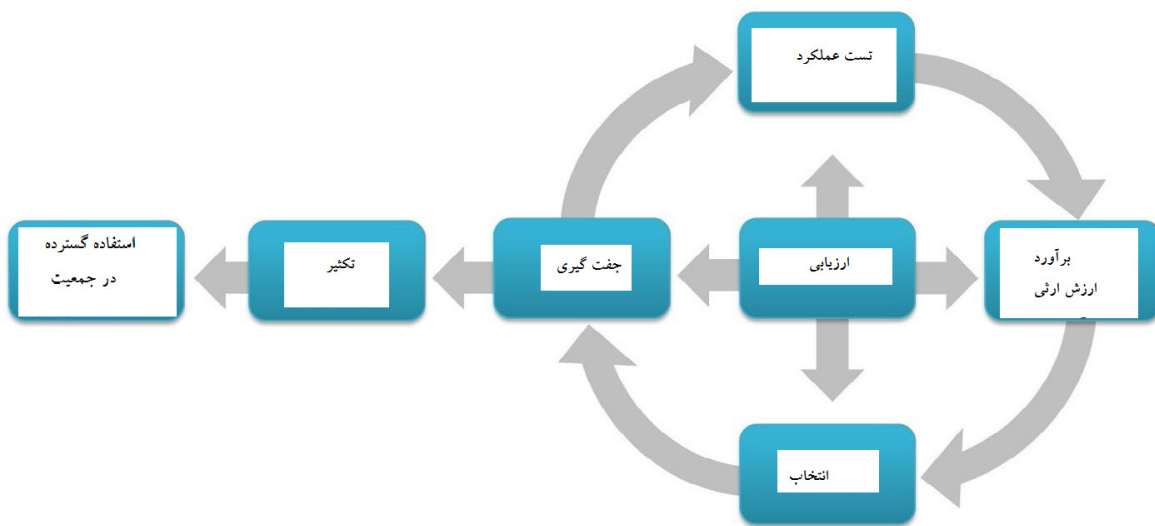 تست عملکرد
برآورد
ارزش ارثی
ارزیابی
جفت گیری
تکثیر
استفاده گسترده
در جمعیت
انتخاب